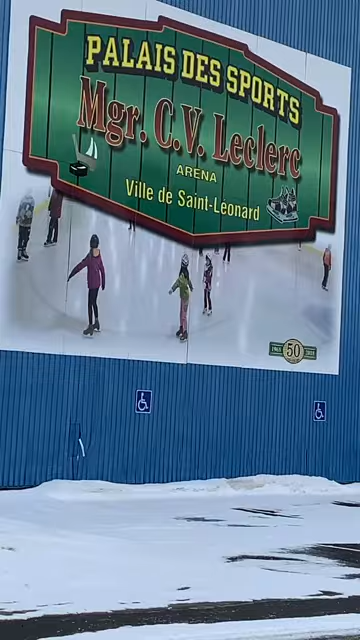 PALAIS DES SPORTS
Mgr. C.V. Leclerc
ARENA
Ville de Saint-Léonard
50